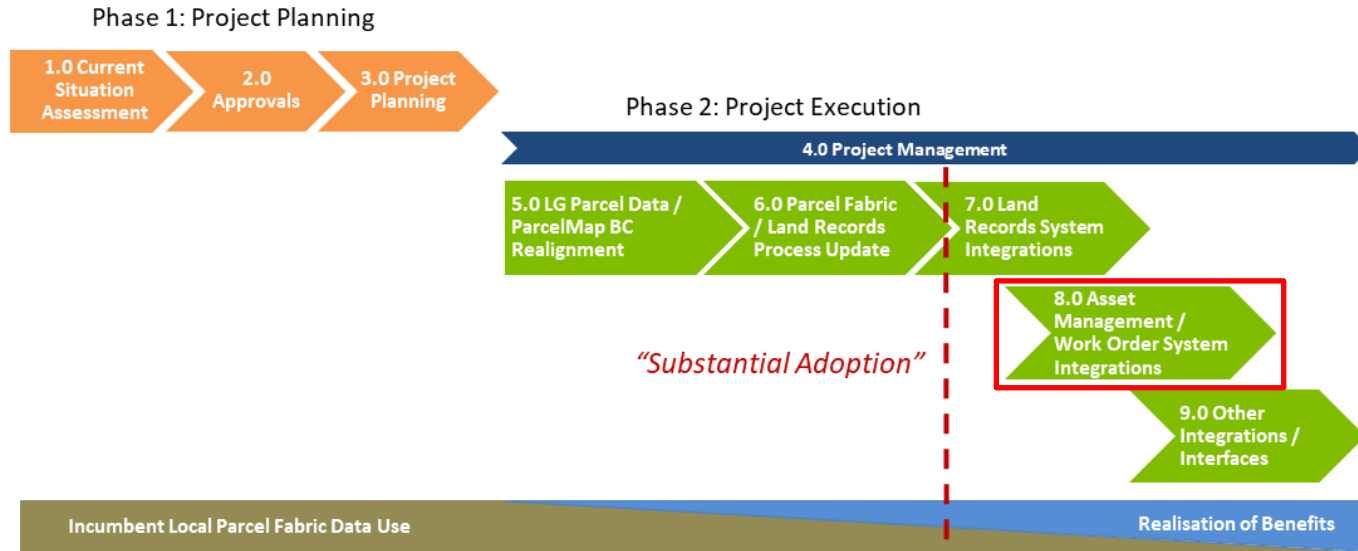 Phase 1: Project Planning
1.0 Current
Situation
Assessment
2.0
Approvals
3.0 Project
Planning
Phase 2: Project Execution
4.0 Project Management
5.0 LG Parcel Data /
ParcelMap BC
Realignment
6.0 Parcel Fabric
/ Land Records
Process Update
7.0 Land
Records System
Integrations
8.0 Asset
Management /
Work Order System
Integrations
“Substantial Adoption”
9.0 Other
Integrations /
Interfaces
Incumbent Local Parcel Fabric Data Use
Realisation of Benefits